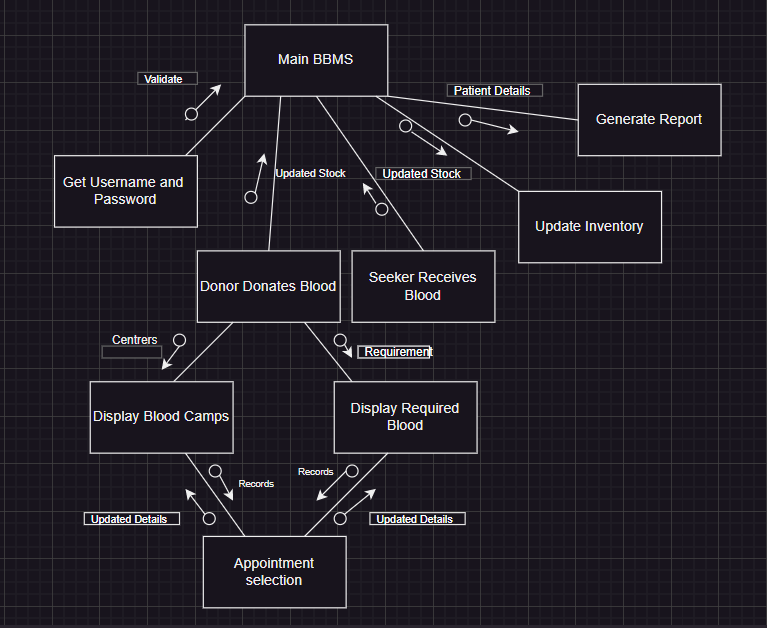 Main BBMS
Validate
Patient Details
Generate Report
Get Username and
Password
Updated Stock
Updated Stock
Update Inventory
Donor Donates Blood
Seeker Receives
Blood
Centrers
Requirement
Display Blood Camps
Display Required
Blood
Records
Records
Updated Details
Updated Details
Appointment
selection